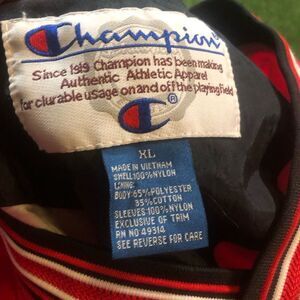 Champion
Since 1919 Champion has been making
Authentic Athletic Apparel
for durable usage on and off the playing field
®
XL
MADE IN VIETNAM
SHELL:100% NYLON
LINING:
BODY:65% POLYESTER
35% COTTON
SLEEVES:100% NYLON
EXCLUSIVE OF TRIM
RN NO 49314
SEE REVERSE FOR CARE